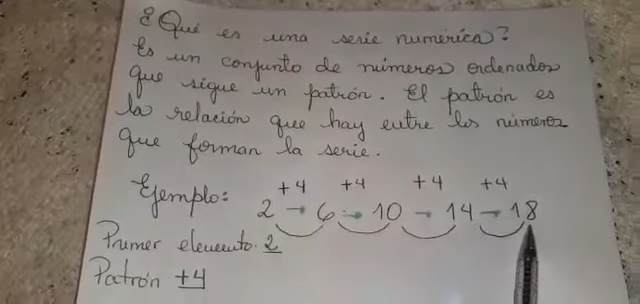 ¿Qué es una serie numérica?
Es un conjunto de números ordenados
que sigue un patrón. El patrón es
la relación que hay entre los números
que forman la serie.
+4 +4 +4 +4
Ejemplo: 2 - 6 - 10 - 14 - 18
Primer elemento. 2
Patrón +4